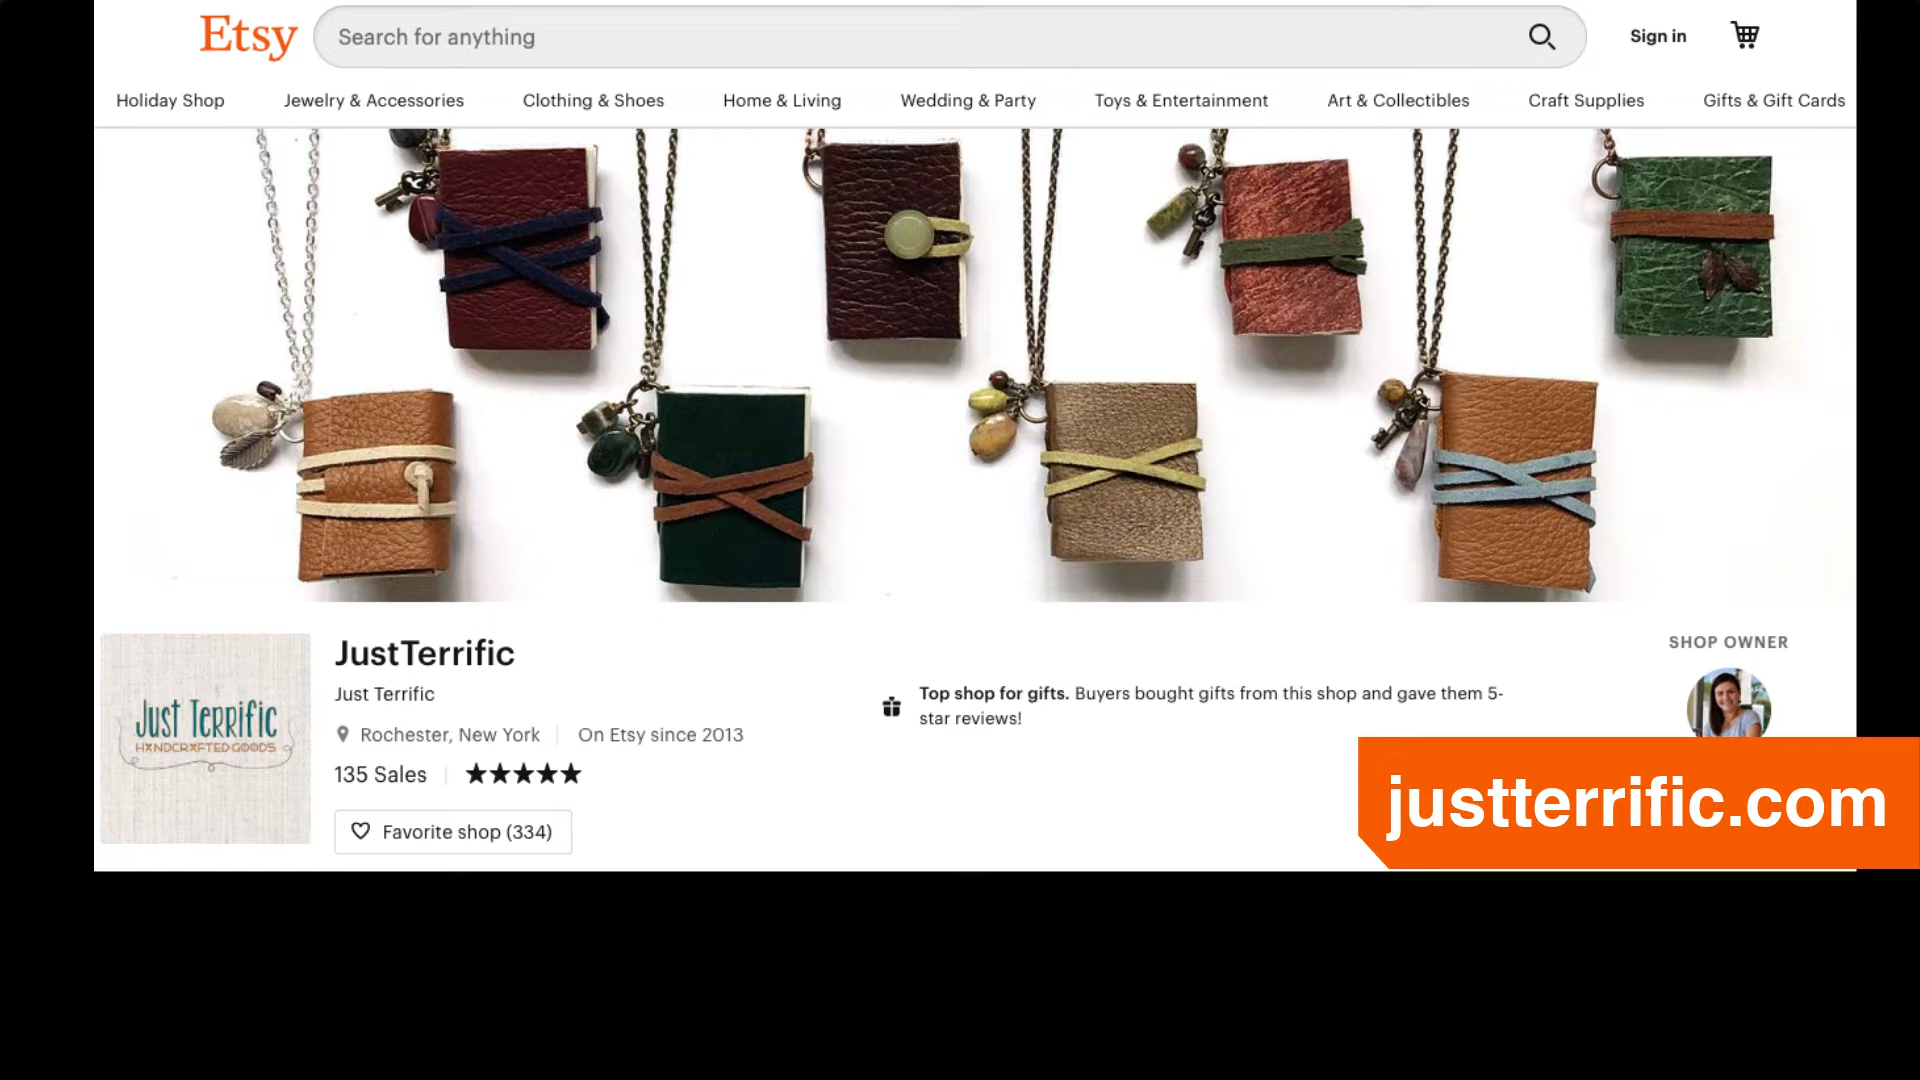 Etsy
Search for anything
Sign in
Holiday Shop
Jewelry & Accessories
Clothing & Shoes
Home & Living
Wedding & Party
Toys & Entertainment
Art & Collectibles
Craft Supplies
Gifts & Gift Cards
JustTerrific
Just Terrific
Rochester, New York
On Etsy since 2013
135 Sales
Favorite shop (334)
Just Terrific
HANDCRAFTED GOODS
Top shop for gifts. Buyers bought gifts from this shop and gave them 5-
star reviews!
SHOP OWNER
justterrific.com